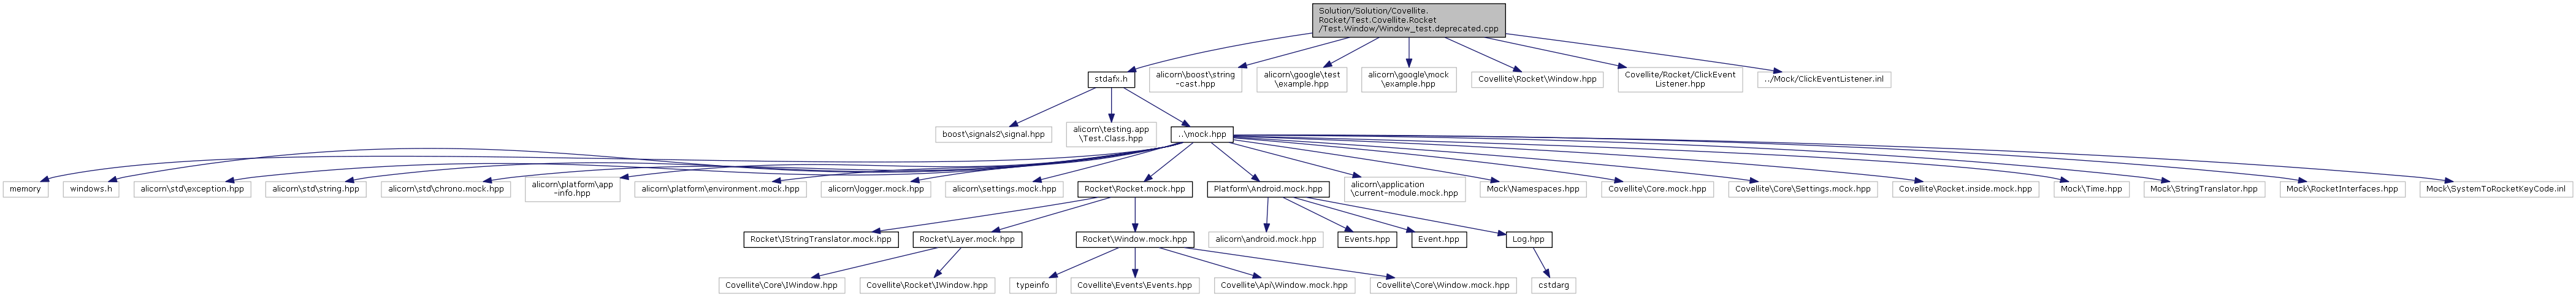 Solution/Solution/Covellite.
Rocket/Test.Covellite.Rocket
/Test.Window/Window_test.deprecated.cpp
stdafx.h
alicorn\boost\string
-cast.hpp
alicorn\google\test
\example.hpp
alicorn\google\mock
\example.hpp
Covellite\Rocket\Window.hpp
Covellite/Rocket/ClickEvent
Listener.hpp
../Mock/ClickEventListener.inl
boost\signals2\signal.hpp
alicorn\testing.app
\Test.Class.hpp
..\mock.hpp
memory
windows.h
alicorn\std\exception.hpp
alicorn\std\string.hpp
alicorn\std\chrono.mock.hpp
alicorn\platform\app
-info.hpp
alicorn\platform\environment.mock.hpp
alicorn\logger.mock.hpp
alicorn\settings.mock.hpp
Rocket\Rocket.mock.hpp
Platform\Android.mock.hpp
alicorn\application
\current-module.mock.hpp
Mock\Namespaces.hpp
Covellite\Core.mock.hpp
Covellite\Core\Settings.mock.hpp
Covellite\Rocket.inside.mock.hpp
Mock\Time.hpp
Mock\StringTranslator.hpp
Mock\RocketInterfaces.hpp
Mock\SystemToRocketKeyCode.inl
Rocket\IStringTranslator.mock.hpp
Rocket\Layer.mock.hpp
Rocket\Window.mock.hpp
alicorn\android.mock.hpp
Events.hpp
Event.hpp
Log.hpp
Covellite\Core\IWindow.hpp
Covellite\Rocket\IWindow.hpp
typeinfo
Covellite\Events\Events.hpp
Covellite\Api\Window.mock.hpp
Covellite\Core\Window.mock.hpp
cstdarg